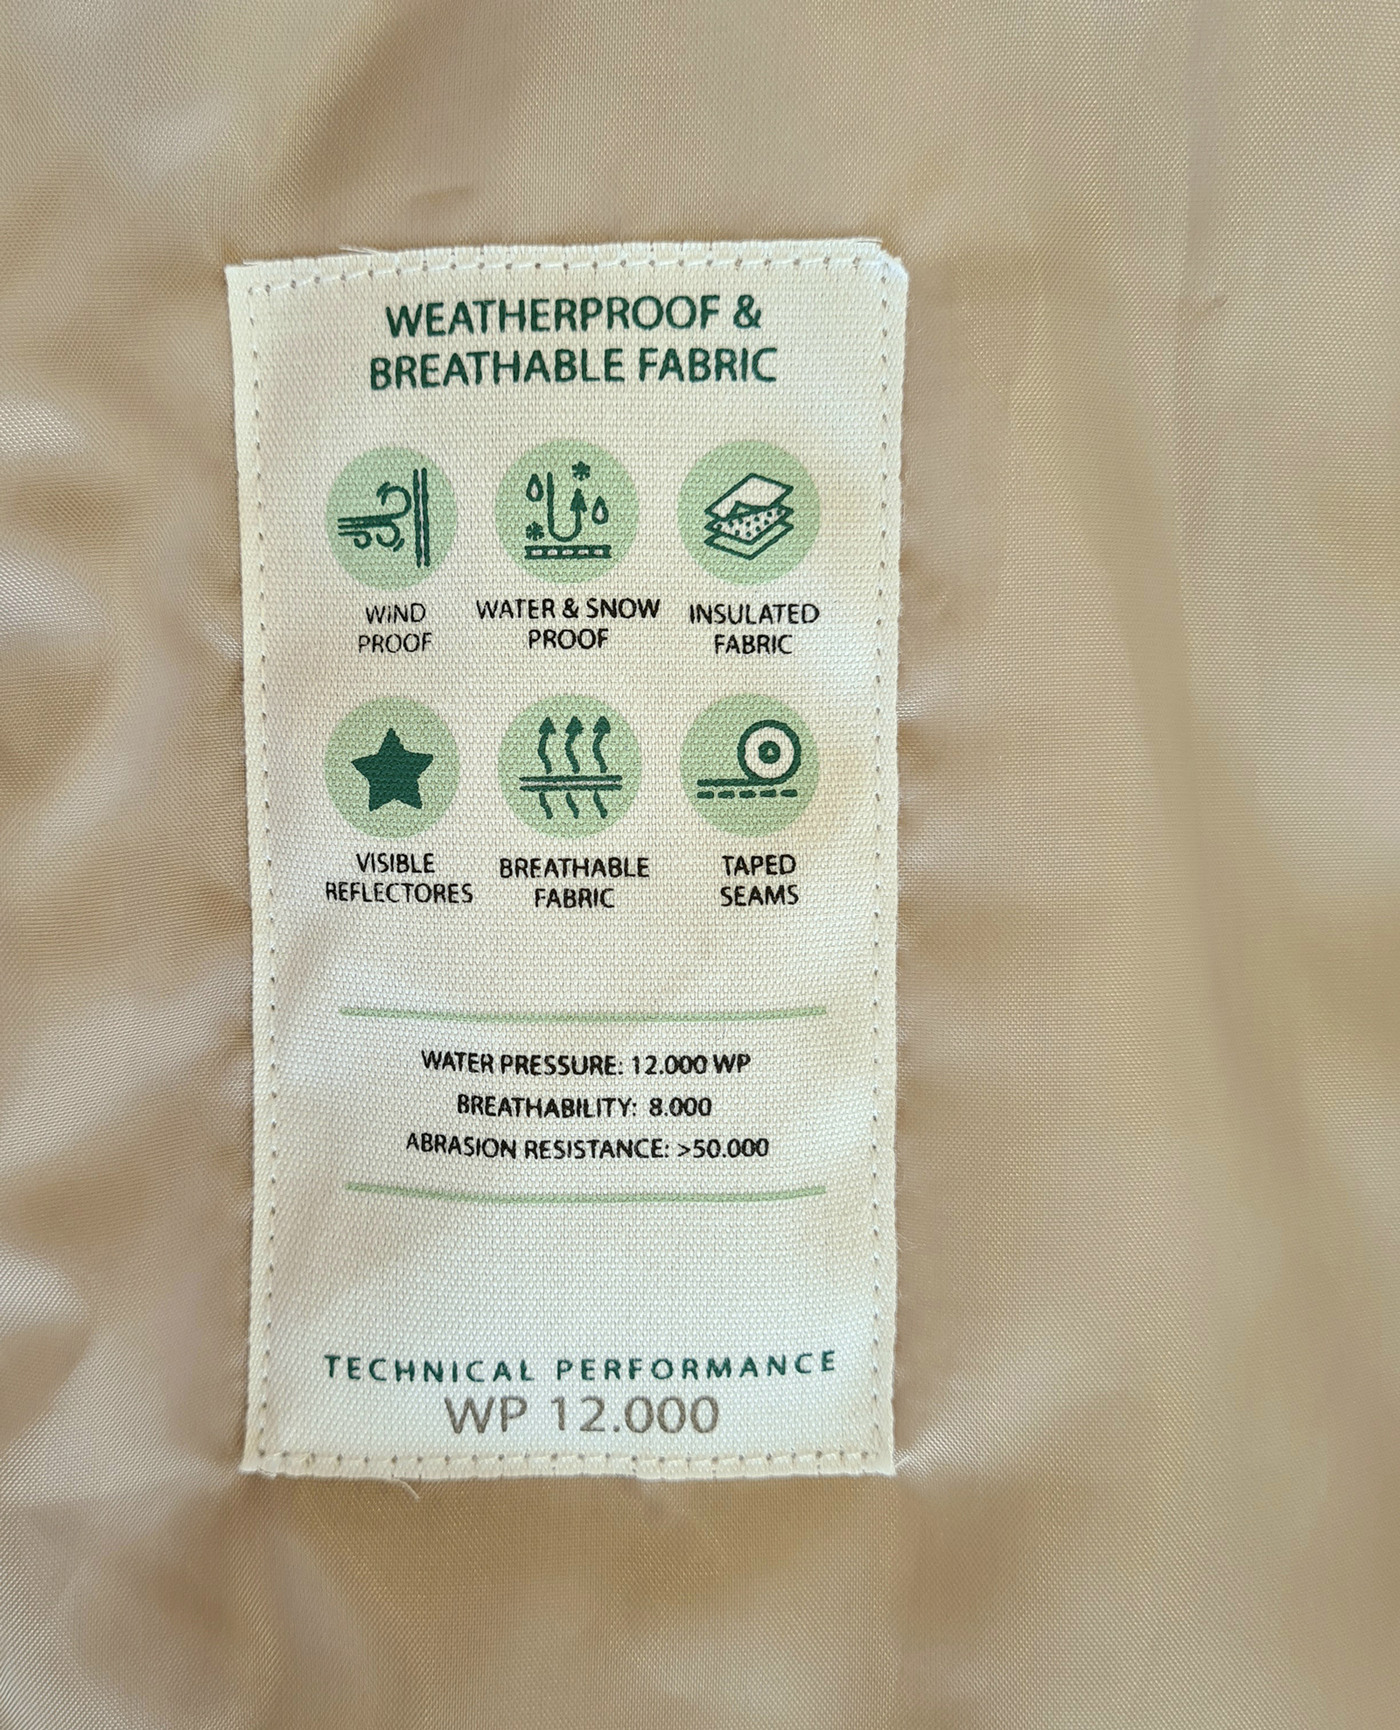 WEATHERPROOF &
BREATHABLE FABRIC
WIND
PROOF
WATER & SNOW
PROOF
INSULATED
FABRIC
VISIBLE
REFLECTORES
BREATHABLE
FABRIC
TAPED
SEAMS
WATER PRESSURE: 12.000 WP
BREATHABILITY: 8.000
ABRASION RESISTANCE: >50.000
TECHNICAL PERFORMANCE
WP 12.000